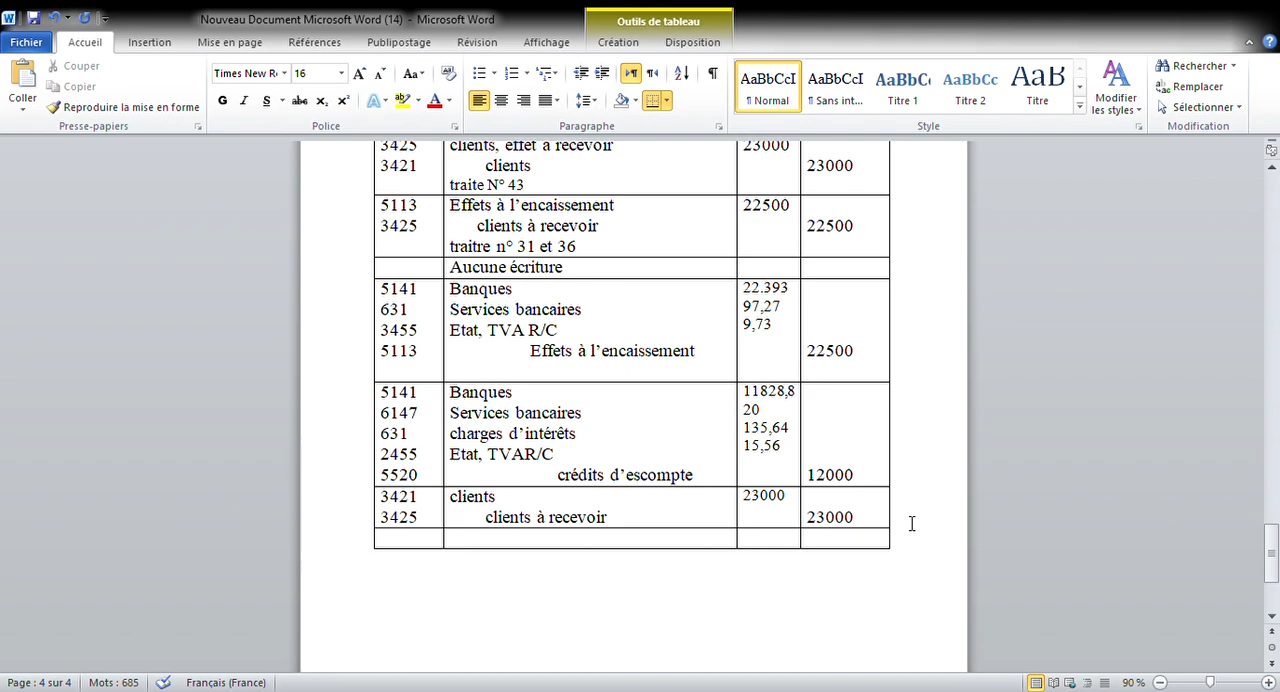 Nouveau Document Microsoft Word (14) - Microsoft Word
Outils de tableau
Fichier Accueil Insertion Mise en page Références Publipostage Révision Affichage Création Disposition
Coller
Couper
Copier
Reproduire la mise en forme
Presse-papiers
Times New R 16
G I S abc
Police
Paragraphe
AaBbCcI AaBbCcI AaBbC AaBbCc AaB
¶ Normal ¶ Sans int... Titre 1 Titre 2 Titre
Modifier les styles
Style
Rechercher
Remplacer
Sélectionner
Modification
3425 clients, effet à recevoir 23000
3421 clients 23000
traite N° 43
5113 Effets à l'encaissement 22500
3425 clients à recevoir 22500
traitre n° 31 et 36
Aucune écriture
5141 Banques 22.393
631 Services bancaires 97,27
3455 Etat, TVA R/C 9,73
5113 Effets à l'encaissement 22500
5141 Banques 11828,8
6147 Services bancaires 20
631 charges d'intérêts 135,64
2455 Etat, TVAR/C 15,56
5520 crédits d'escompte 12000
3421 clients 23000
3425 clients à recevoir 23000
Page : 4 sur 4 Mots : 685 Français (France) 90 %